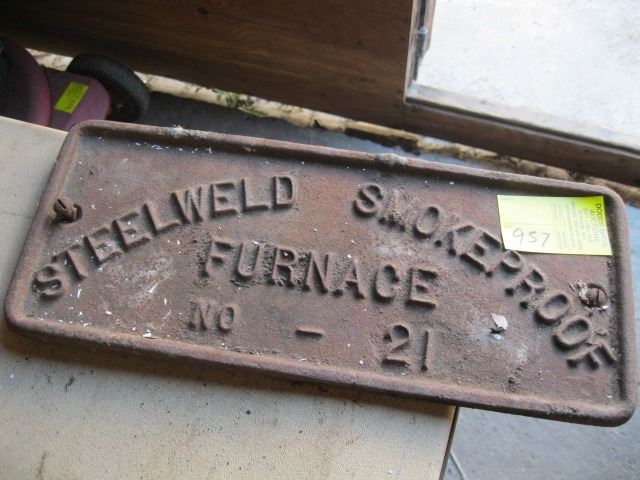 STEELWELD SMOKEPROOF
FURNACE
NO - 21
957